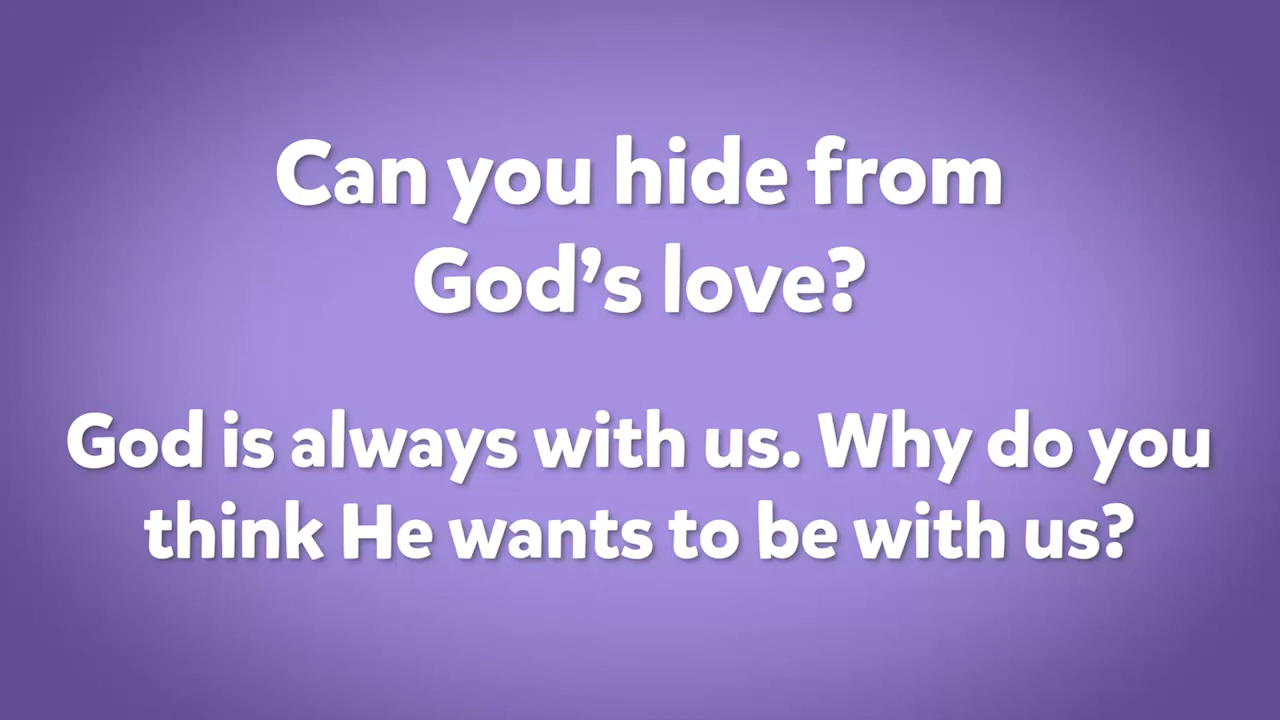 Can you hide from
God’s love?
God is always with us. Why do you
think He wants to be with us?